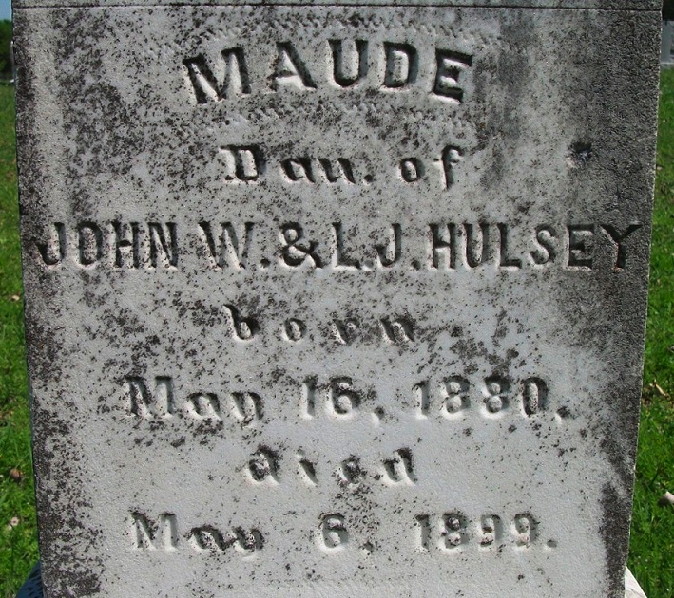 MAUDE
Dau. of
JOHN W. & L.J. HULSEY
born
May 16, 1880,
died
May 6, 1899.